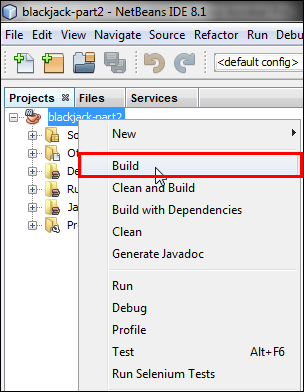 blackjack-part2 - NetBeans IDE 8.1
File Edit View Navigate Source Refactor Run D
<default config>
Projects Files Services
blackjack-part2
So
Ot
De
Ru
Ja
Pr
New
Build
Clean and Build
Build with Dependencies
Clean
Generate Javadoc
Run
Debug
Profile
Test Alt+F6
Run Selenium Tests